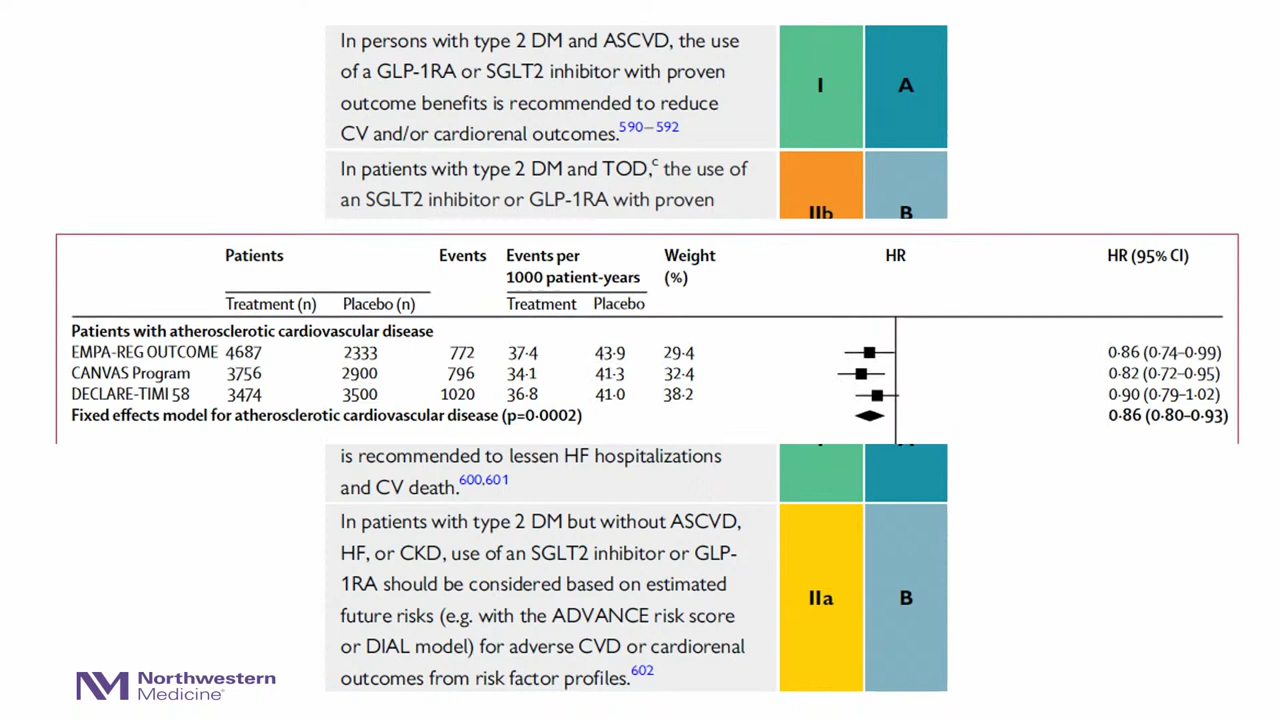 In persons with type 2 DM and ASCVD, the use
of a GLP-1RA or SGLT2 inhibitor with proven
outcome benefits is recommended to reduce
CV and/or cardiorenal outcomes.590–592
I A
In patients with type 2 DM and TOD,c the use of
an SGLT2 inhibitor or GLP-1RA with proven
IIb B
Patients Events Events per Weight HR HR (95% CI)
1000 patient-years (%)
Treatment (n) Placebo (n) Treatment Placebo
Patients with atherosclerotic cardiovascular disease
EMPA-REG OUTCOME 4687 2333 772 37·4 43·9 29·4 0·86 (0·74–0·99)
CANVAS Program 3756 2900 796 34·1 41·3 32·4 0·82 (0·72–0·95)
DECLARE-TIMI 58 3474 3500 1020 36·8 41·0 38·2 0·90 (0·79–1·02)
Fixed effects model for atherosclerotic cardiovascular disease (p=0·0002) 0·86 (0·80–0·93)
is recommended to lessen HF hospitalizations
and CV death.600,601
In patients with type 2 DM but without ASCVD,
HF, or CKD, use of an SGLT2 inhibitor or GLP-
1RA should be considered based on estimated
future risks (e.g. with the ADVANCE risk score
or DIAL model) for adverse CVD or cardiorenal
outcomes from risk factor profiles.602
IIa B
Northwestern
Medicine®